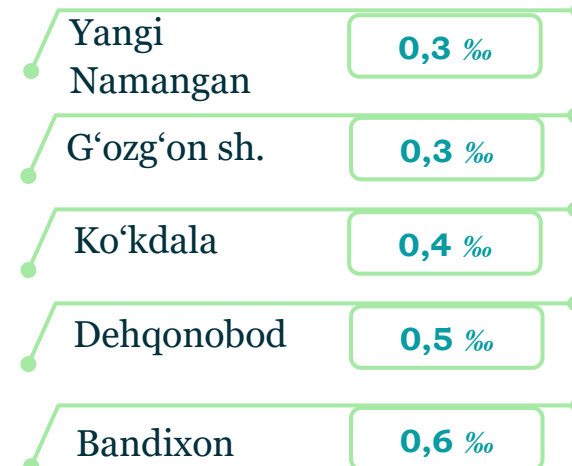 Yangi
Namangan
0,3 ‰
G‘ozg‘on sh.
0,3 ‰
Ko‘kdala
0,4 ‰
Dehqonobod
0,5 ‰
Bandixon
0,6 ‰